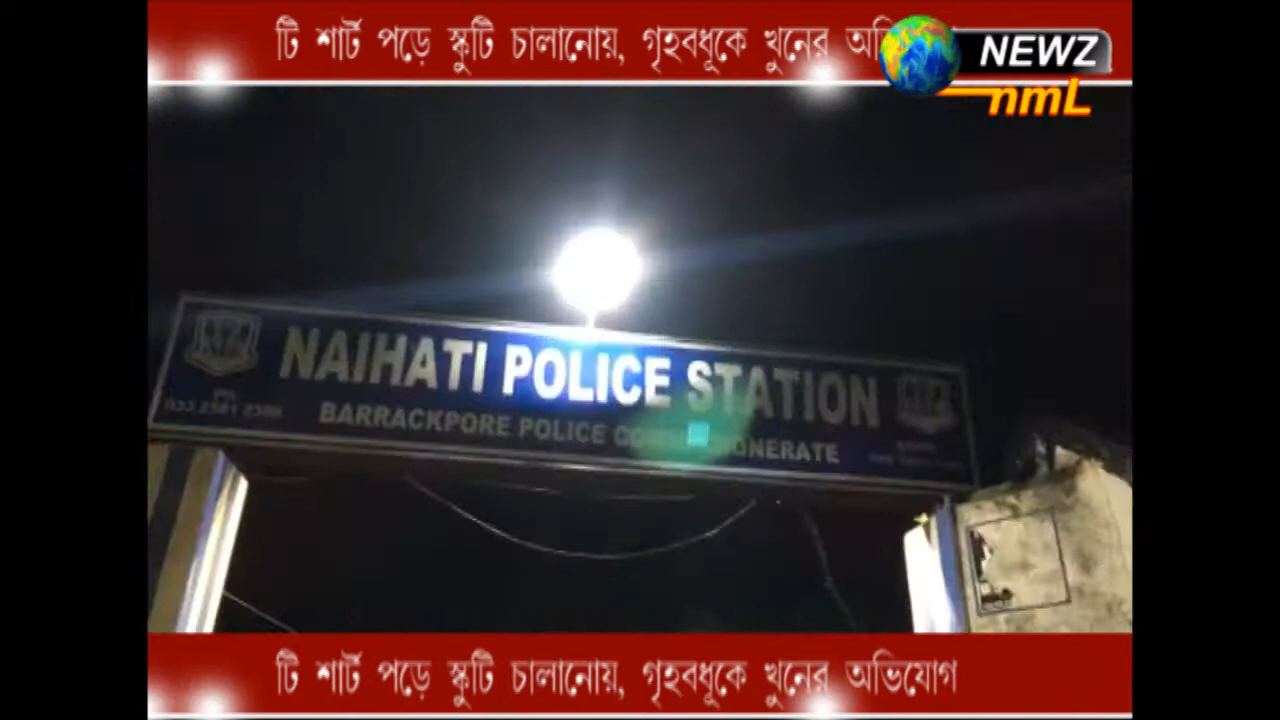 টি শার্ট পড়ে স্কুটি চালানোয়, গৃহবধূকে খুনের
NEWZ
nmL
NAIHATI POLICE STATION
BARRACKPORE POLICE
টি শার্ট পড়ে স্কুটি চালানোয়, গৃহবধূকে খুনের অভিযোগ